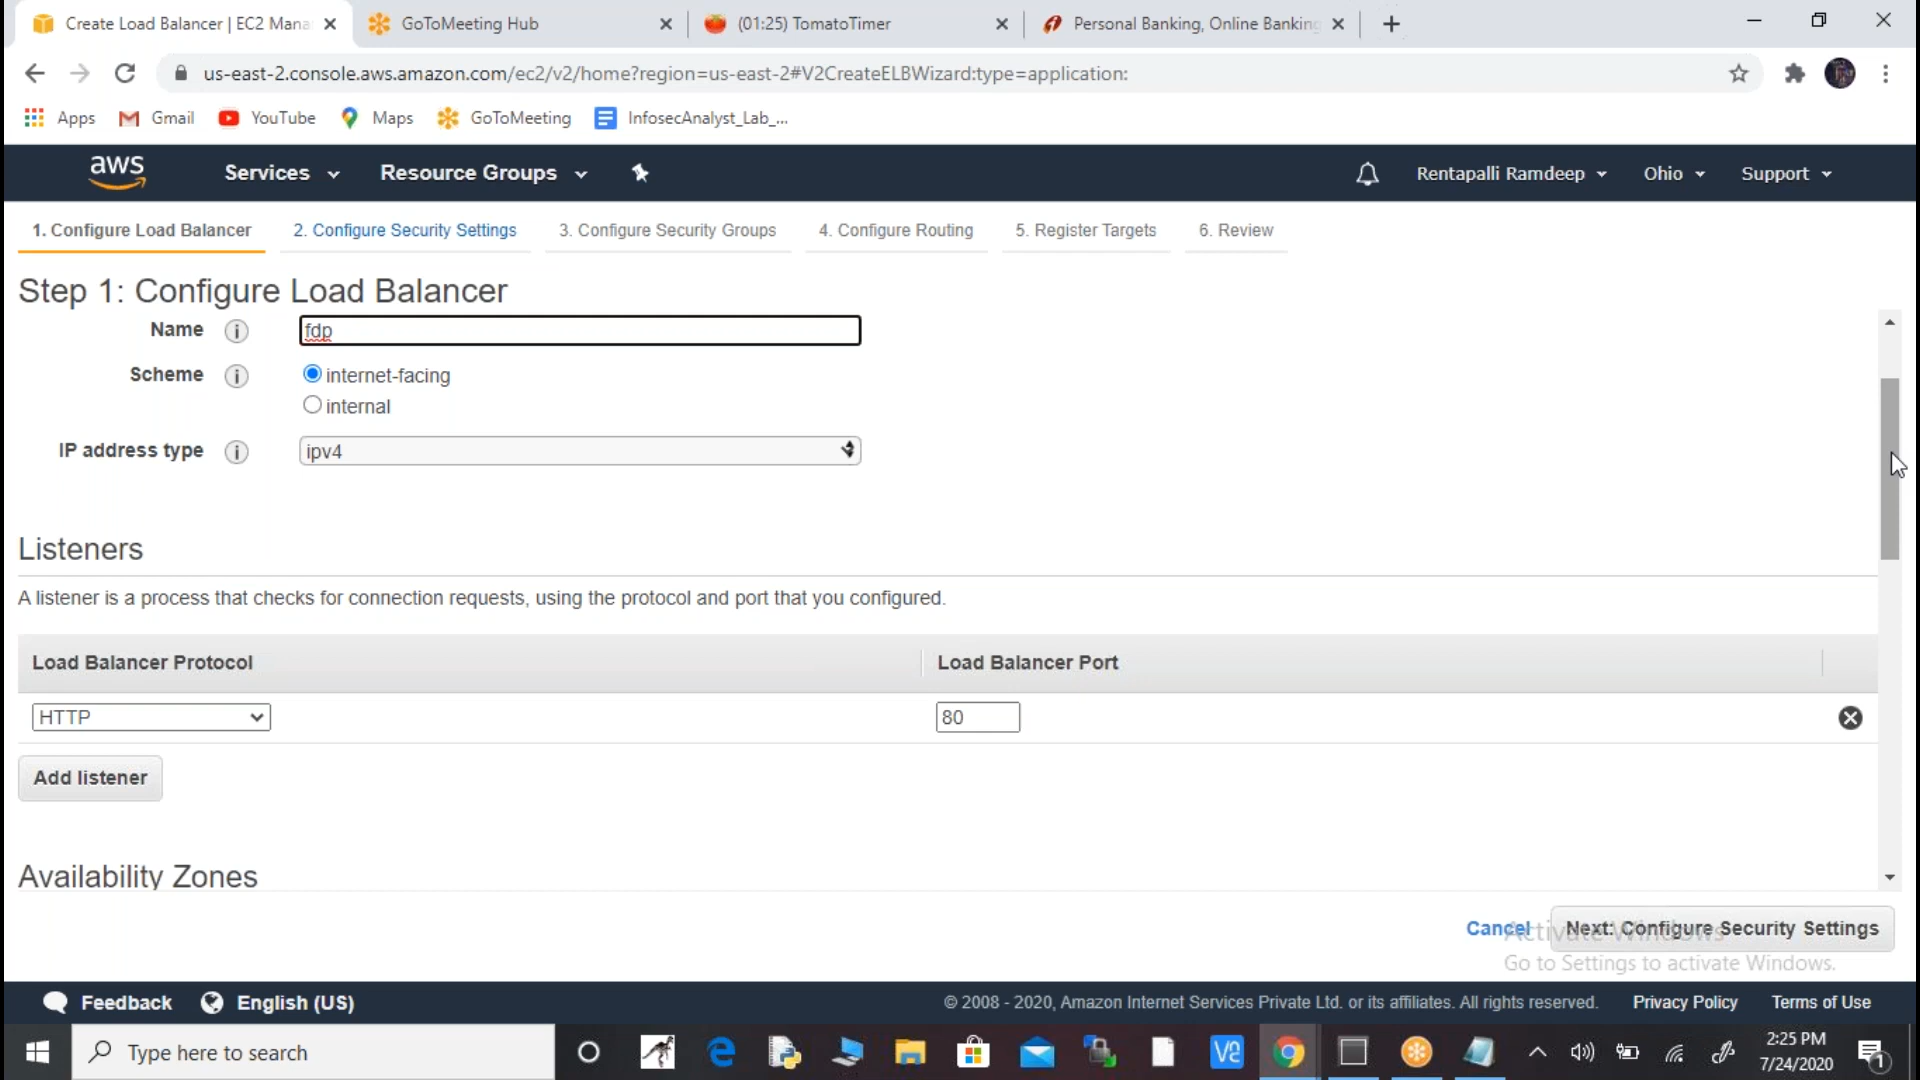 Create Load Balancer | EC2 Mana
GoToMeeting Hub
(01:25) TomatoTimer
Personal Banking, Online Banking
us-east-2.console.aws.amazon.com/ec2/v2/home?region=us-east-2#V2CreateELBWizard:type=application:
Apps
Gmail
YouTube
Maps
GoToMeeting
InfosecAnalyst_Lab_...
aws
Services
Resource Groups
Rentapalli Ramdeep
Ohio
Support
1. Configure Load Balancer
2. Configure Security Settings
3. Configure Security Groups
4. Configure Routing
5. Register Targets
6. Review
Step 1: Configure Load Balancer
Name
i
fdp
Scheme
i
internet-facing
internal
IP address type
i
ipv4
Listeners
A listener is a process that checks for connection requests, using the protocol and port that you configured.
Load Balancer Protocol
Load Balancer Port
HTTP
80
Add listener
Availability Zones
Cancel
Next: Configure Security Settings
Activate Windows
Go to Settings to activate Windows.
Feedback
English (US)
© 2008 - 2020, Amazon Internet Services Private Ltd. or its affiliates. All rights reserved.
Privacy Policy
Terms of Use
Type here to search
2:25 PM
7/24/2020
1